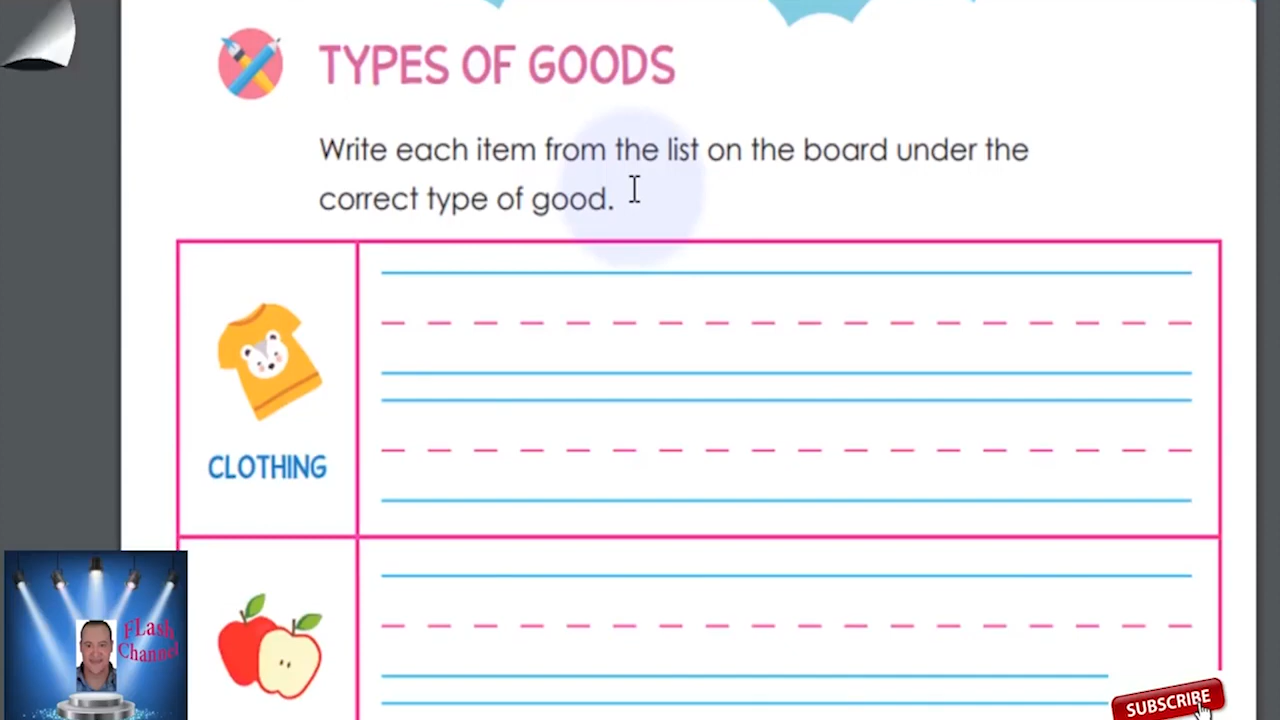 TYPES OF GOODS
Write each item from the list on the board under the
correct type of good.
CLOTHING
FLash
Channel
SUBSCRIBE